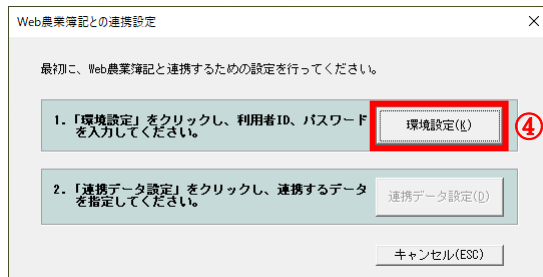 Web農業簿記との連携設定
最初に、Web農業簿記と連携するための設定を行ってください。
1.「環境設定」をクリックし、利用者ID、パスワード
を入力してください。
環境設定(K)
④
2.「連携データ設定」をクリックし、連携するデータ
を指定してください。
連携データ設定(D)
キャンセル(ESC)